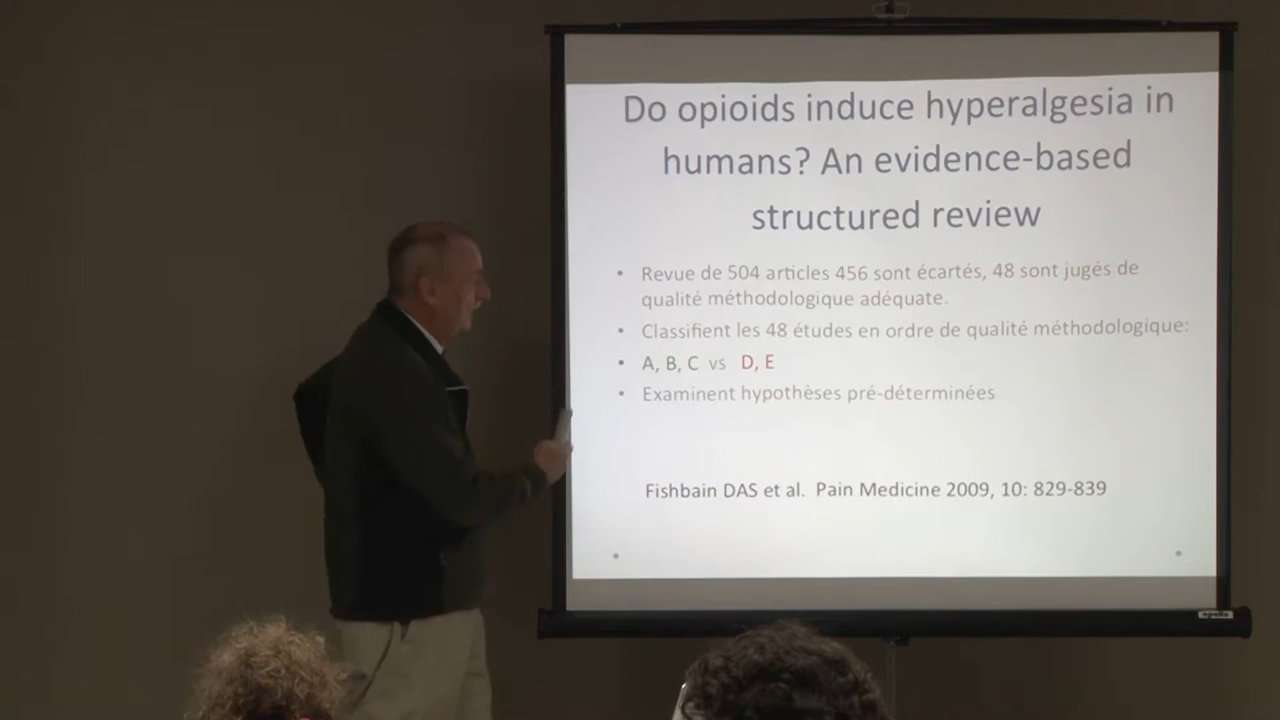 Do opioids induce hyperalgesia in
humans? An evidence-based
structured review
• Revue de 504 articles 456 sont écartés, 48 sont jugés de
qualité méthodologique adéquate.
• Classifient les 48 études en ordre de qualité méthodologique:
• A, B, C vs D, E
• Examinent hypothèses pré-déterminées
Fishbain DAS et al. Pain Medicine 2009, 10: 829-839
apollo